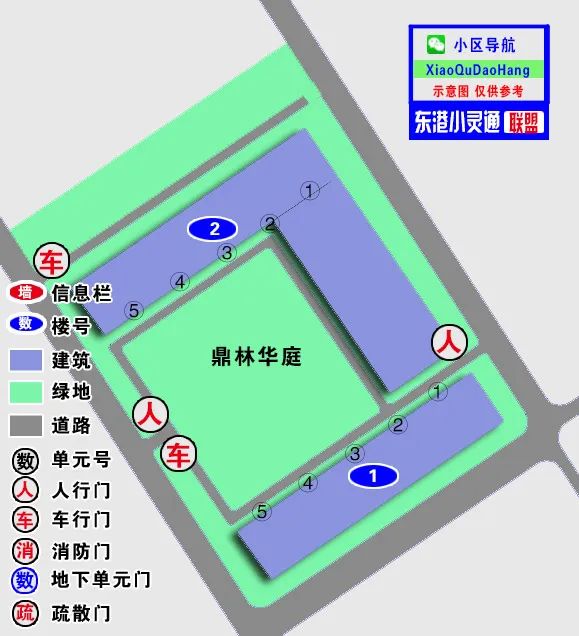 小区导航
XiaoQuDaoHang
示意图 仅供参考
东港小灵通 联盟
①
②
2
③
④
⑤
车
鼎林华庭
人
人
车
①
②
③
④
⑤
1
墙 信息栏
数 楼号
建筑
绿地
道路
数 单元号
人 人行门
车 车行门
消 消防门
数 地下单元门
疏 疏散门